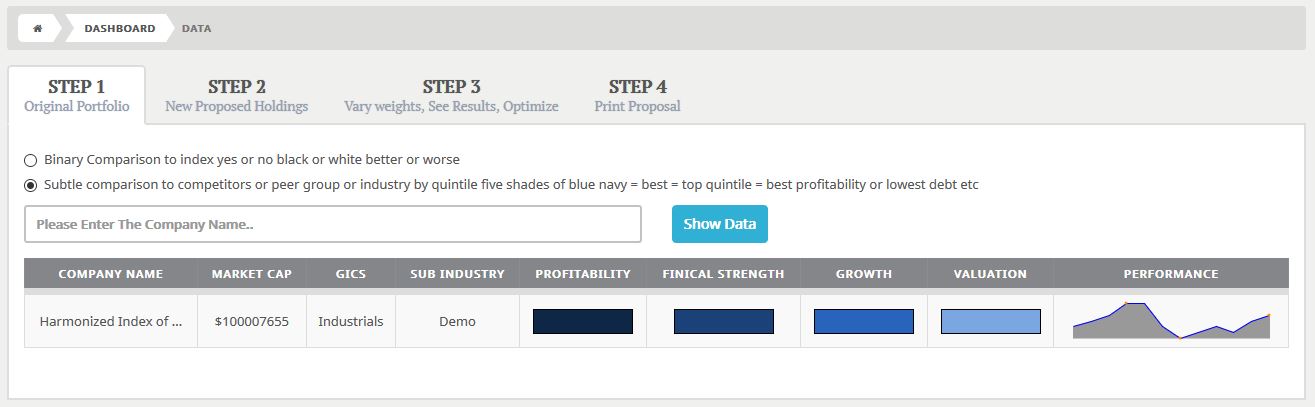 DASHBOARD DATA
STEP 1 STEP 2 STEP 3 STEP 4
Original Portfolio New Proposed Holdings Vary weights, See Results, Optimize Print Proposal
Binary Comparison to index yes or no black or white better or worse
Subtle comparison to competitors or peer group or industry by quintile five shades of blue navy = best = top quintile = best profitability or lowest debt etc
Please Enter The Company Name.. Show Data
COMPANY NAME MARKET CAP GICS SUB INDUSTRY PROFITABILITY FINICAL STRENGTH GROWTH VALUATION PERFORMANCE
Harmonized Index of ... $100007655 Industrials Demo